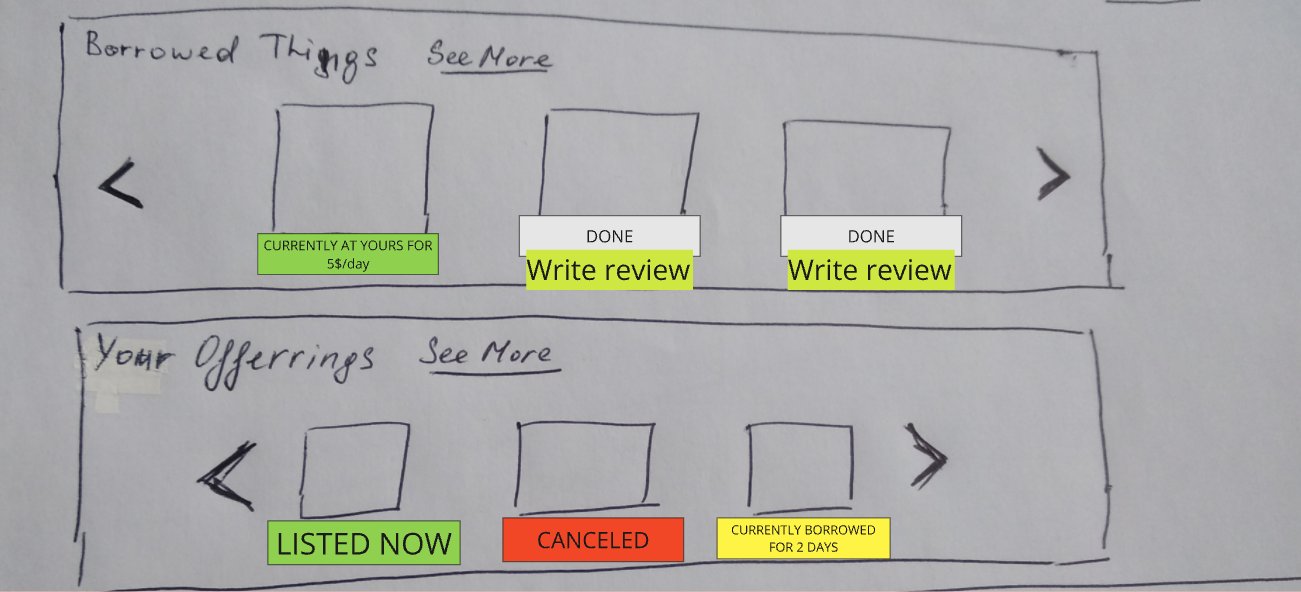 Borrowed Things See More
CURRENTLY AT YOURS FOR
5$/day
DONE
Write review
DONE
Write review
Your Offerrings See More
LISTED NOW
CANCELED
CURRENTLY BORROWED
FOR 2 DAYS